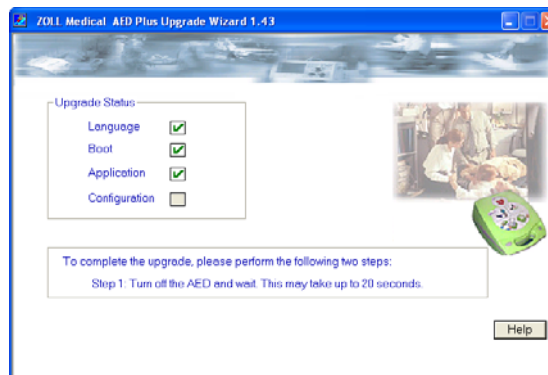 ZOLL Medical AED Plus Upgrade Wizard 1.43
Upgrade Status
Language
Boot
Application
Configuration
To complete the upgrade, please perform the following two steps:
Step 1: Turn off the AED and wait. This may take up to 20 seconds.
Help